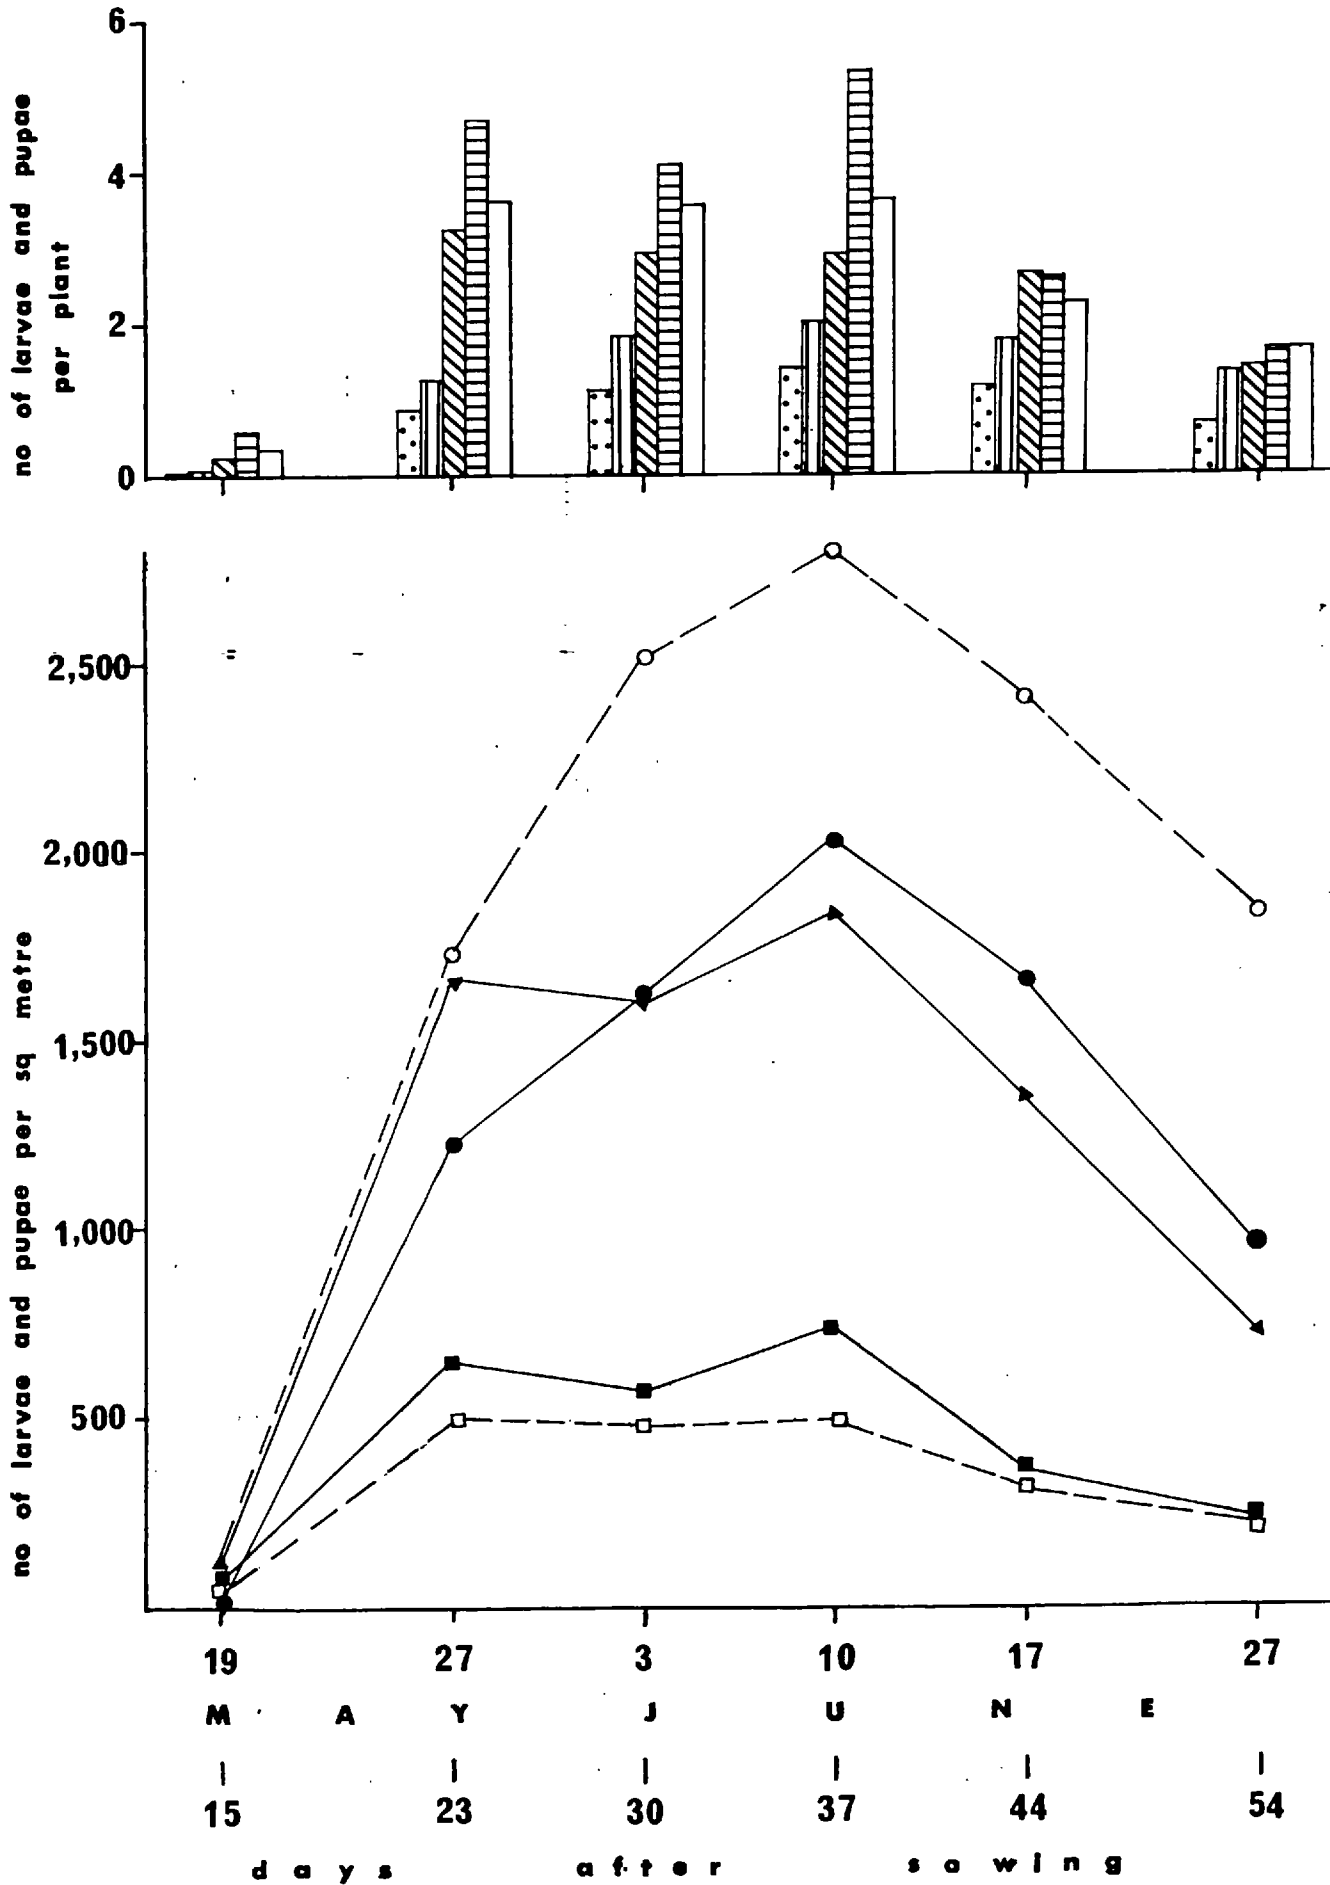 6
4
2
0
no of larvae and pupae
per plant
2,500
2,000
1,500
1,000
500
no of larvae and pupae per sq metre
19 27 3 10 17 27
M A Y J U N E
15 23 30 37 44 54
days after sowing